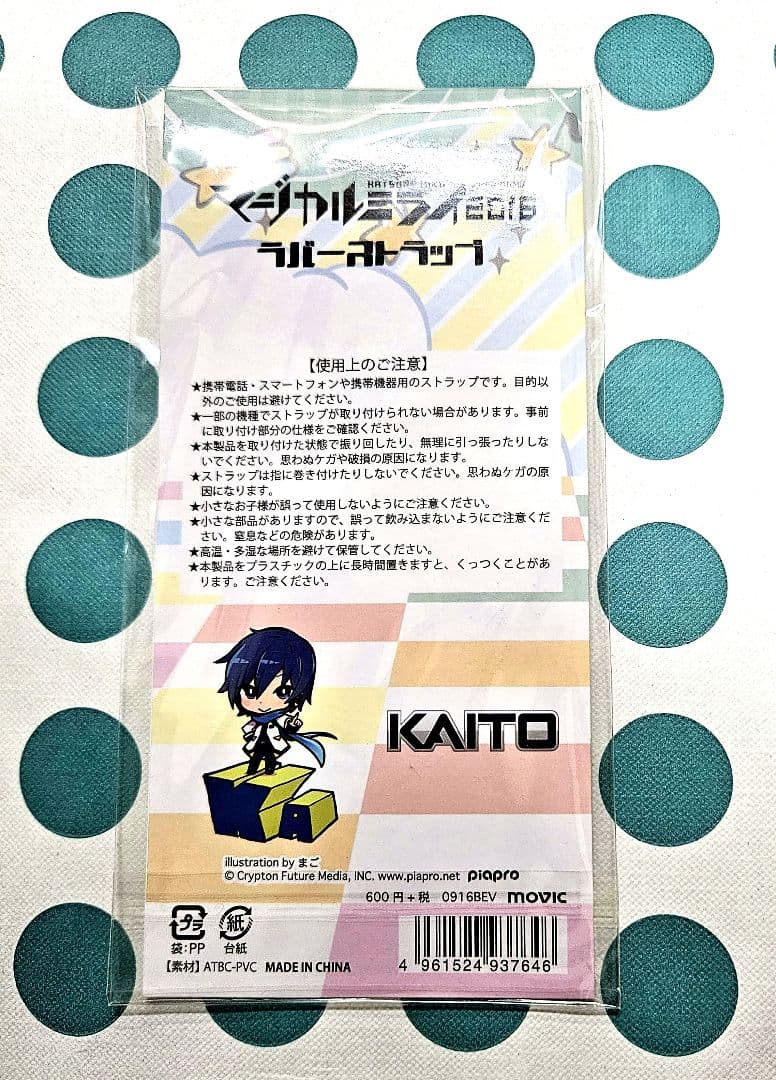 マジカルミライ2016
ラバーストラップ
【使用上のご注意】
★携帯電話・スマートフォンや携帯機器用のストラップです。目的以
外のご使用は避けてください。
★一部の機種でストラップが取り付けられない場合があります。事前
に取り付け部分の仕様をご確認ください。
★本製品を取り付けた状態で振り回したり、無理に引っ張ったりしな
いでください。思わぬケガや破損の原因になります。
★ストラップは指に巻き付けたりしないでください。思わぬケガの原
因になります。
★小さなお子様が誤って使用しないようにご注意ください。
★小さな部品がありますので、誤って飲み込まないようにご注意くだ
さい。窒息などの危険があります。
★高温・多湿な場所を避けて保管してください。
★本製品をプラスチックの上に長時間置きますと、くっつくことがあ
ります。ご注意ください。
KAITO
illustration by まご
© Crypton Future Media, INC. www.piapro.net piapro
600円+税 0916BEV movic
プラ 紙
袋:PP 台紙
【素材】ATBC-PVC MADE IN CHINA
4 961524 937646